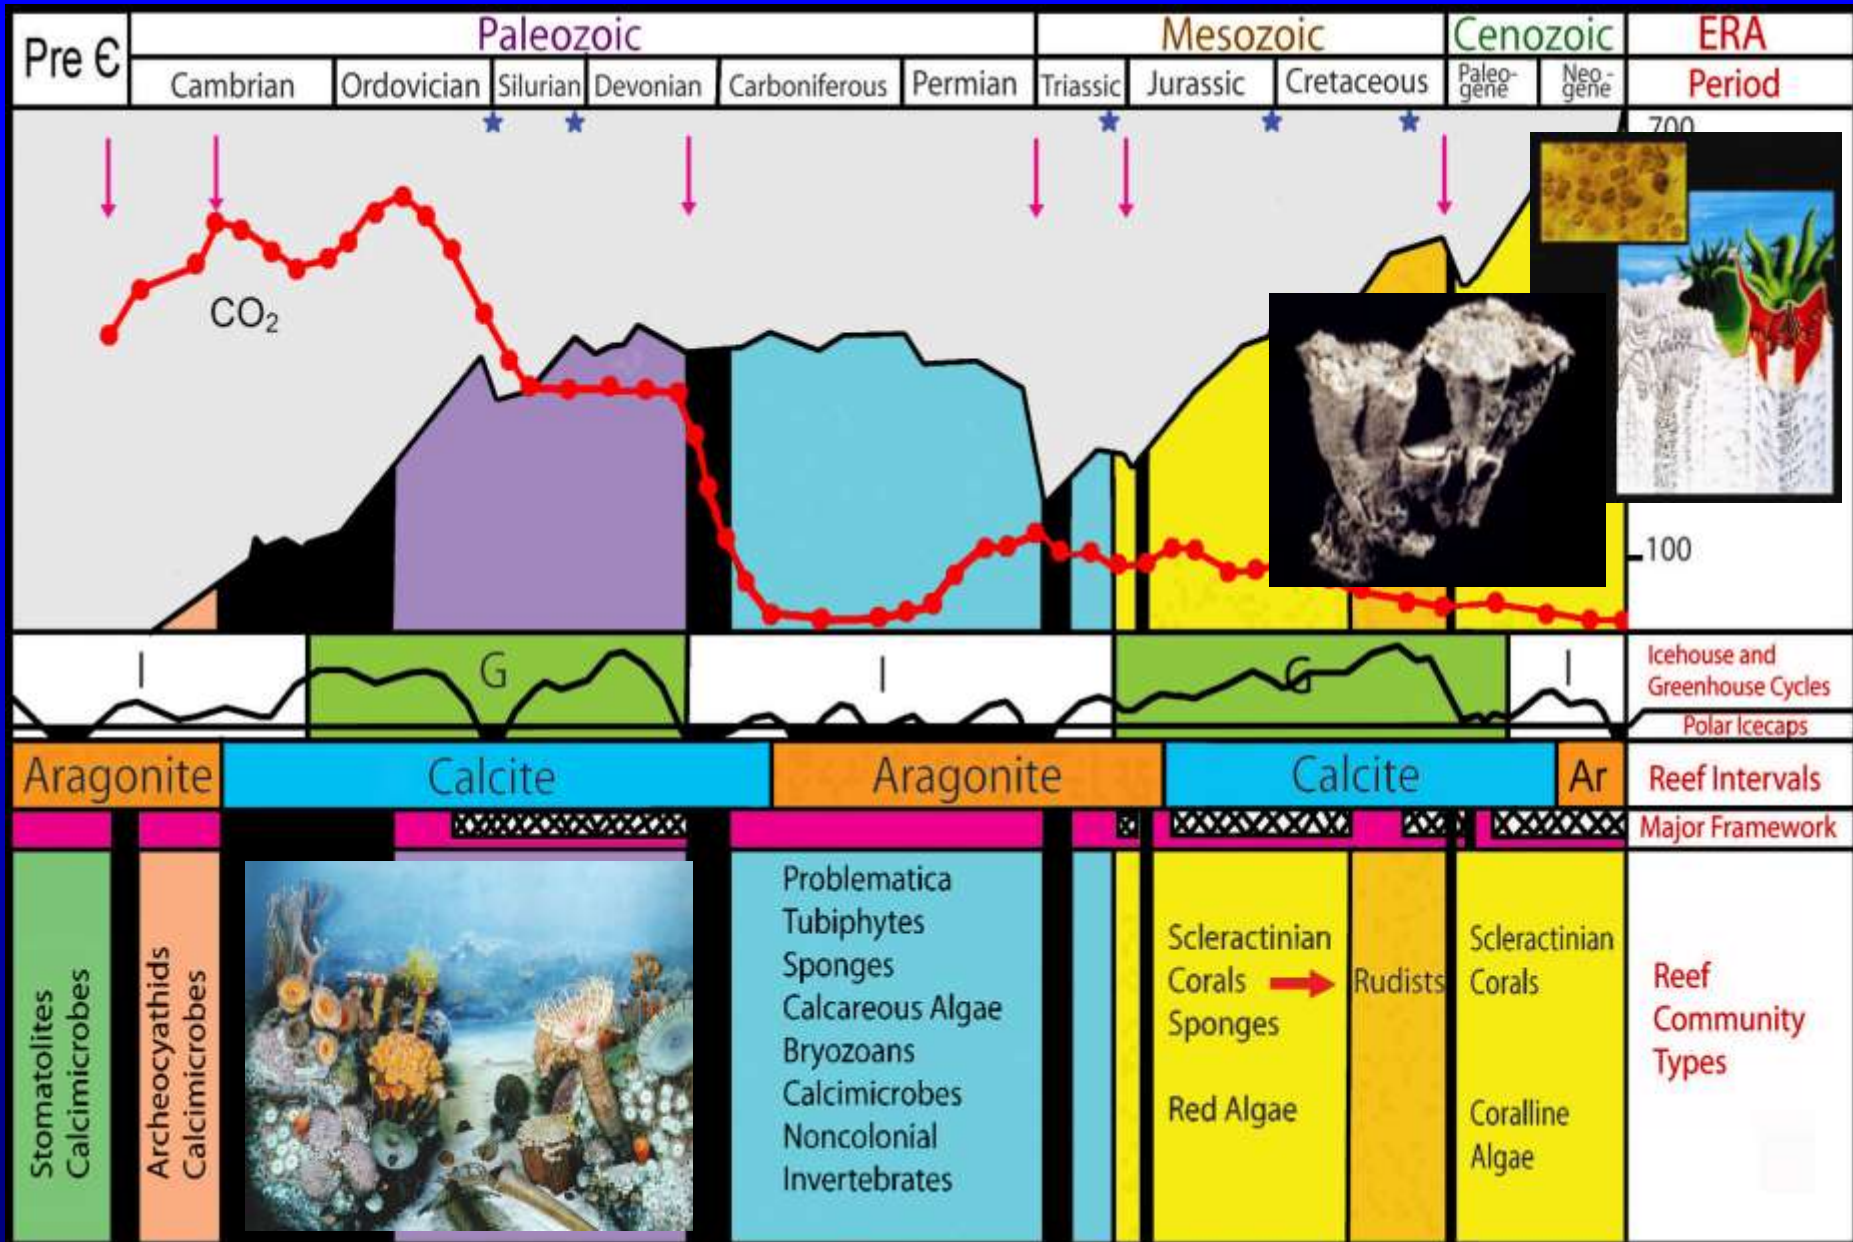 Pre Є
Paleozoic
Mesozoic
Cenozoic
ERA
Cambrian
Ordovician
Silurian
Devonian
Carboniferous
Permian
Triassic
Jurassic
Cretaceous
Paleo-
gene
Neo-
gene
Period
700
CO₂
100
I
G
I
G
I
Icehouse and
Greenhouse Cycles
Polar Icecaps
Aragonite
Calcite
Aragonite
Calcite
Ar
Reef Intervals
Major Framework
Stomatolites
Calcimicrobes
Archeocyathids
Calcimicrobes
Problematica
Tubiphytes
Sponges
Calcareous Algae
Bryozoans
Calcimicrobes
Noncolonial
Invertebrates
Scleractinian
Corals
Sponges
Red Algae
Rudists
Scleractinian
Corals
Coralline
Algae
Reef
Community
Types